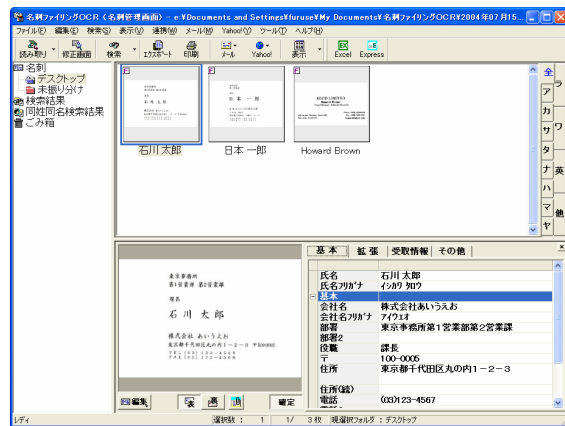 名刺ファイリングOCR (名刺管理画面) - e:¥Documents and Settings¥furuse¥My Documents¥名刺ファイリングOCR¥2004年07月15...
ファイル(F) 編集(E) 検索(S) 表示(V) 連携(W) メール(M) Yahoo!(Y) ツール(T) ヘルプ(H)
読み取り 修正画面 検索 エクスポート 印刷 メール Yahoo! 表示 Excel Express
名刺
デスクトップ
未振り分け
検索結果
同姓同名検索結果
ごみ箱
石川 太郎
日本 一郎
Howard Brown
全
ア
カ
サ
タ
ナ
ハ
マ
ヤ
ラ
ワ
英
他
東京事務所
第1営業部 第2営業課
課長
石川 太郎
株式会社 あいうえお
東京都千代田区丸の内1-2-3 〒1000005
TEL (03) 123-4567
編集
表
裏
確定
基本 拡張 受取情報 その他
氏名 石川 太郎
氏名フリガナ イシカワ タロウ
基本
会社名 株式会社あいうえお
会社名フリガナ アイウエオ
部署 東京事務所第1営業部第2営業課
部署2
役職 課長
〒 100-0005
住所 東京都千代田区丸の内1-2-3
住所(続)
電話 (03)123-4567
レディ 選択数: 1 1/ 3枚 現選択フォルダ:デスクトップ